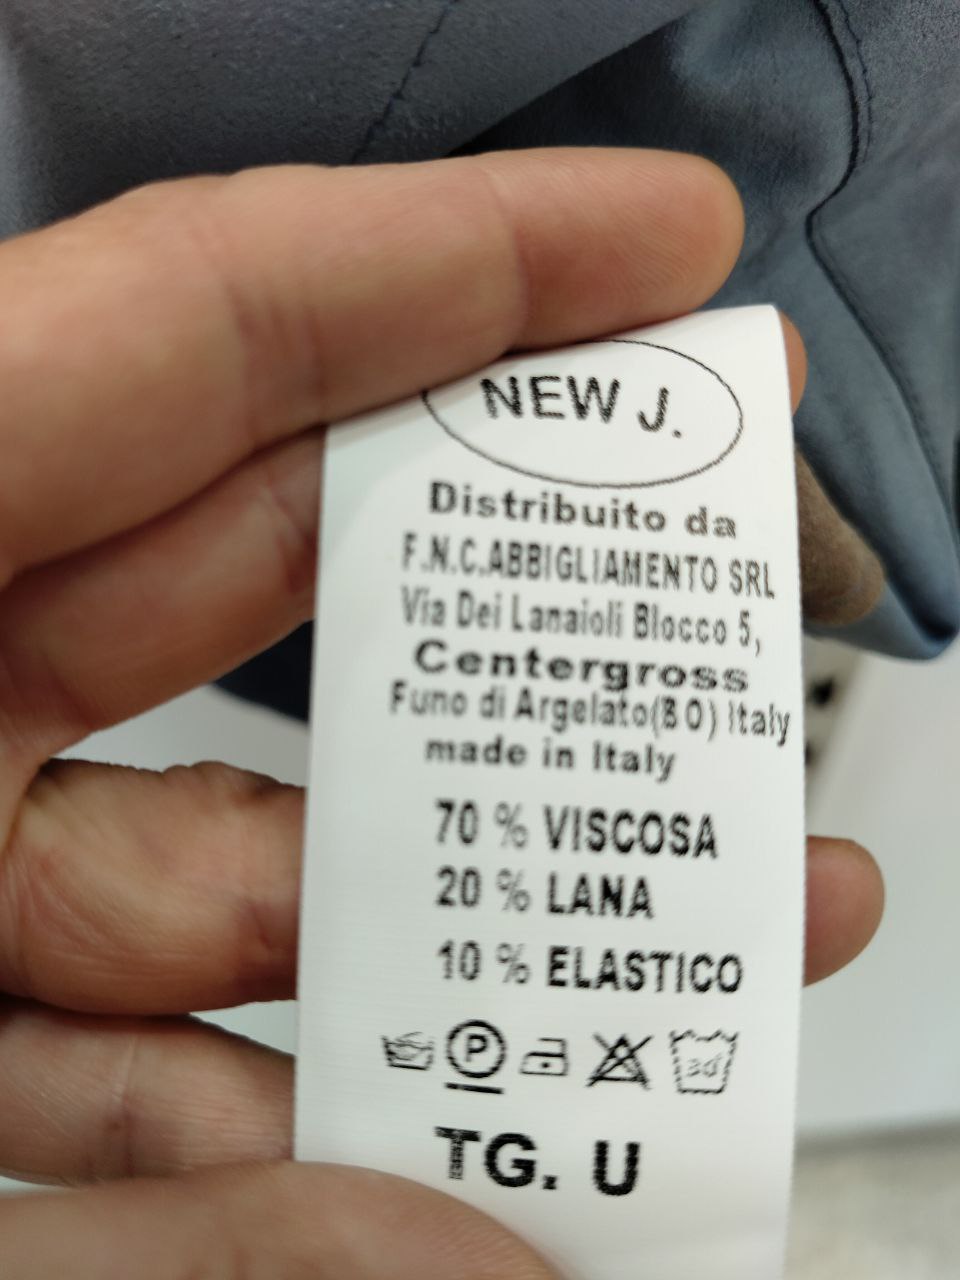 NEW J.
Distribuito da
F.N.C.ABBIGLIAMENTO SRL
Via Dei Lanaioli Blocco 5,
Centergross
Funo di Argelato(BO) Italy
made in Italy
70 % VISCOSA
20 % LANA
10 % ELASTICO
P 30°
TG. U